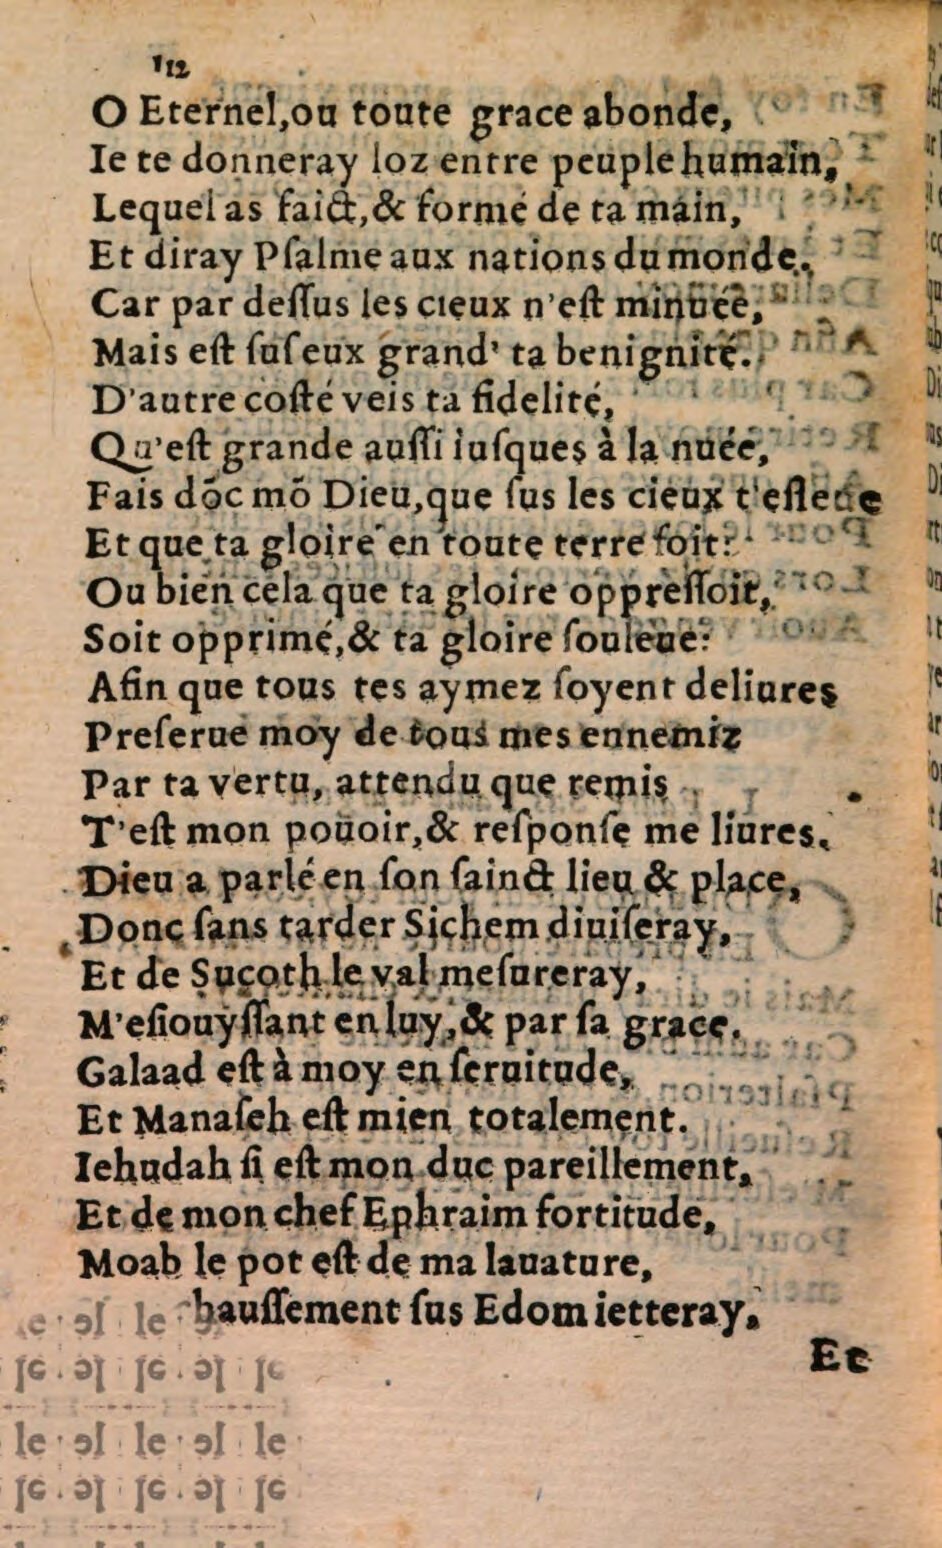 112
O Eternel,ou toute grace abonde,
Ie te donneray loz entre peuple humain,
Lequel as faict,& formé de ta main,
Et diray Pſalme aux nations du monde.
Car par deſſus les cieux n'eſt minuée,
Mais eſt ſuſ eux grand' ta benignité.
D'autre coſté veis ta fidelité,
Qu'eſt grande auſſi iuſques à la nuéé,
Fais dõc mõ Dieu,que ſus les cieux t'eſleue
Et que ta gloire en toute terre ſoit:
Ou bien cela que ta gloire oppreſſoit,
Soit opprimé,& ta gloire ſouleue:
Afin que tous tes aymez ſoyent deliures
Preſerue moy de tous mes ennemiz
Par ta vertu, attendu que remis
T'eſt mon pouoir,& reſponſe me liures.
Dieu a parlé en ſon ſainct lieu & place,
Donc ſans tarder Sichem diuiſeray,
Et de Sucoth le val meſureray,
M'eſiouyſſant en luy,& par ſa grace.
Galaad eſt à moy en ſeruitude,
Et Manaſeh eſt mien totalement.
Iehudah ſi eſt mon duc pareillement,
Et de mon chef Ephraim fortitude,
Moab le pot eſt de ma lauature,
hauſſement ſus Edom ietteray,
Et